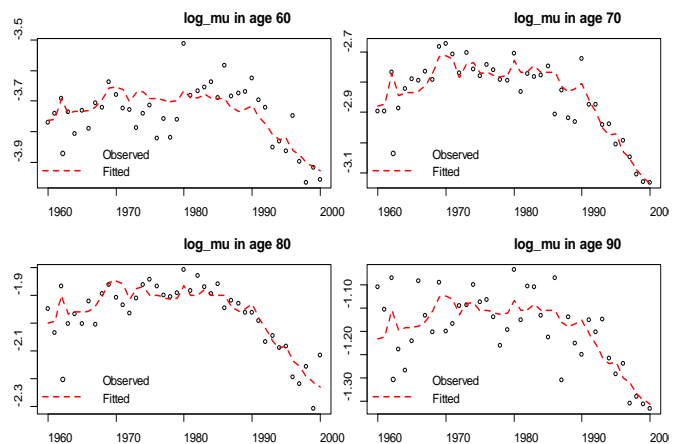 log_mu in age 60
-3.5
-3.7
-3.9
Observed
Fitted
1960 1970 1980 1990 2000
log_mu in age 70
-2.7
-2.9
-3.1
Observed
Fitted
1960 1970 1980 1990 2000
log_mu in age 80
-1.9
-2.1
-2.3
Observed
Fitted
1960 1970 1980 1990 2000
log_mu in age 90
-1.10
-1.20
-1.30
Observed
Fitted
1960 1970 1980 1990 2000